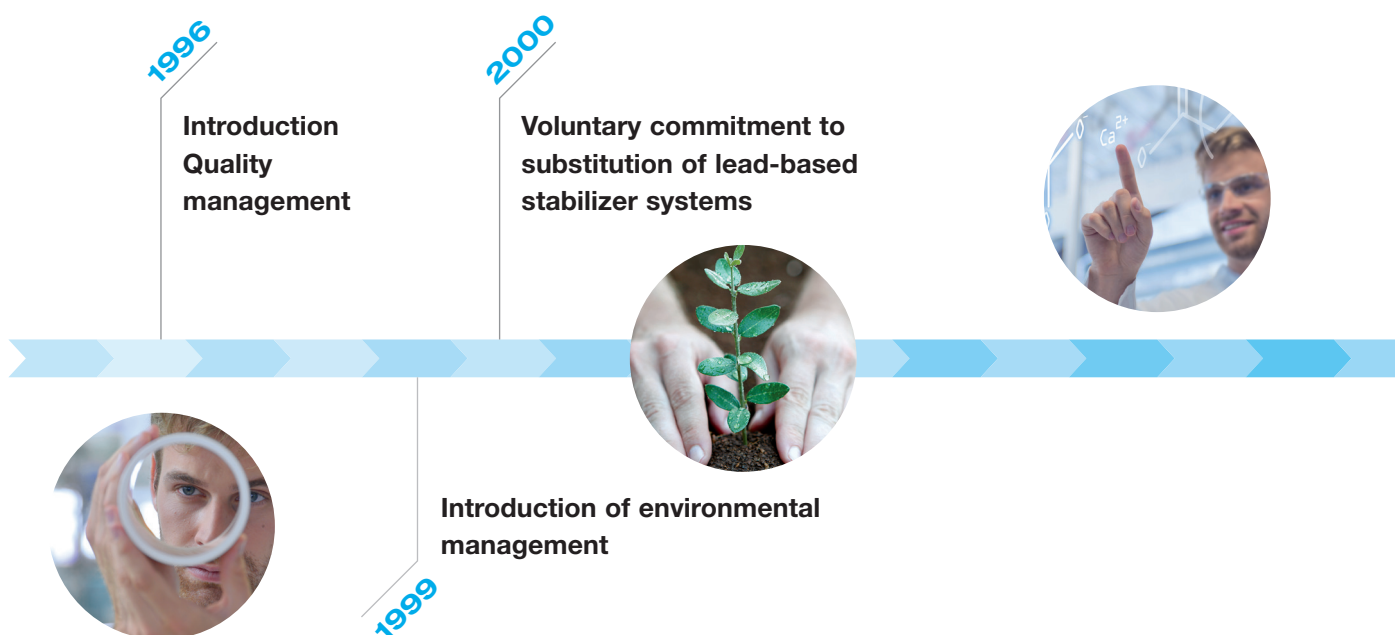 1996
Introduction
Quality
management
2000
Voluntary commitment to
substitution of lead-based
stabilizer systems
Ca2+
O-
O-
Introduction of environmental
management
1999